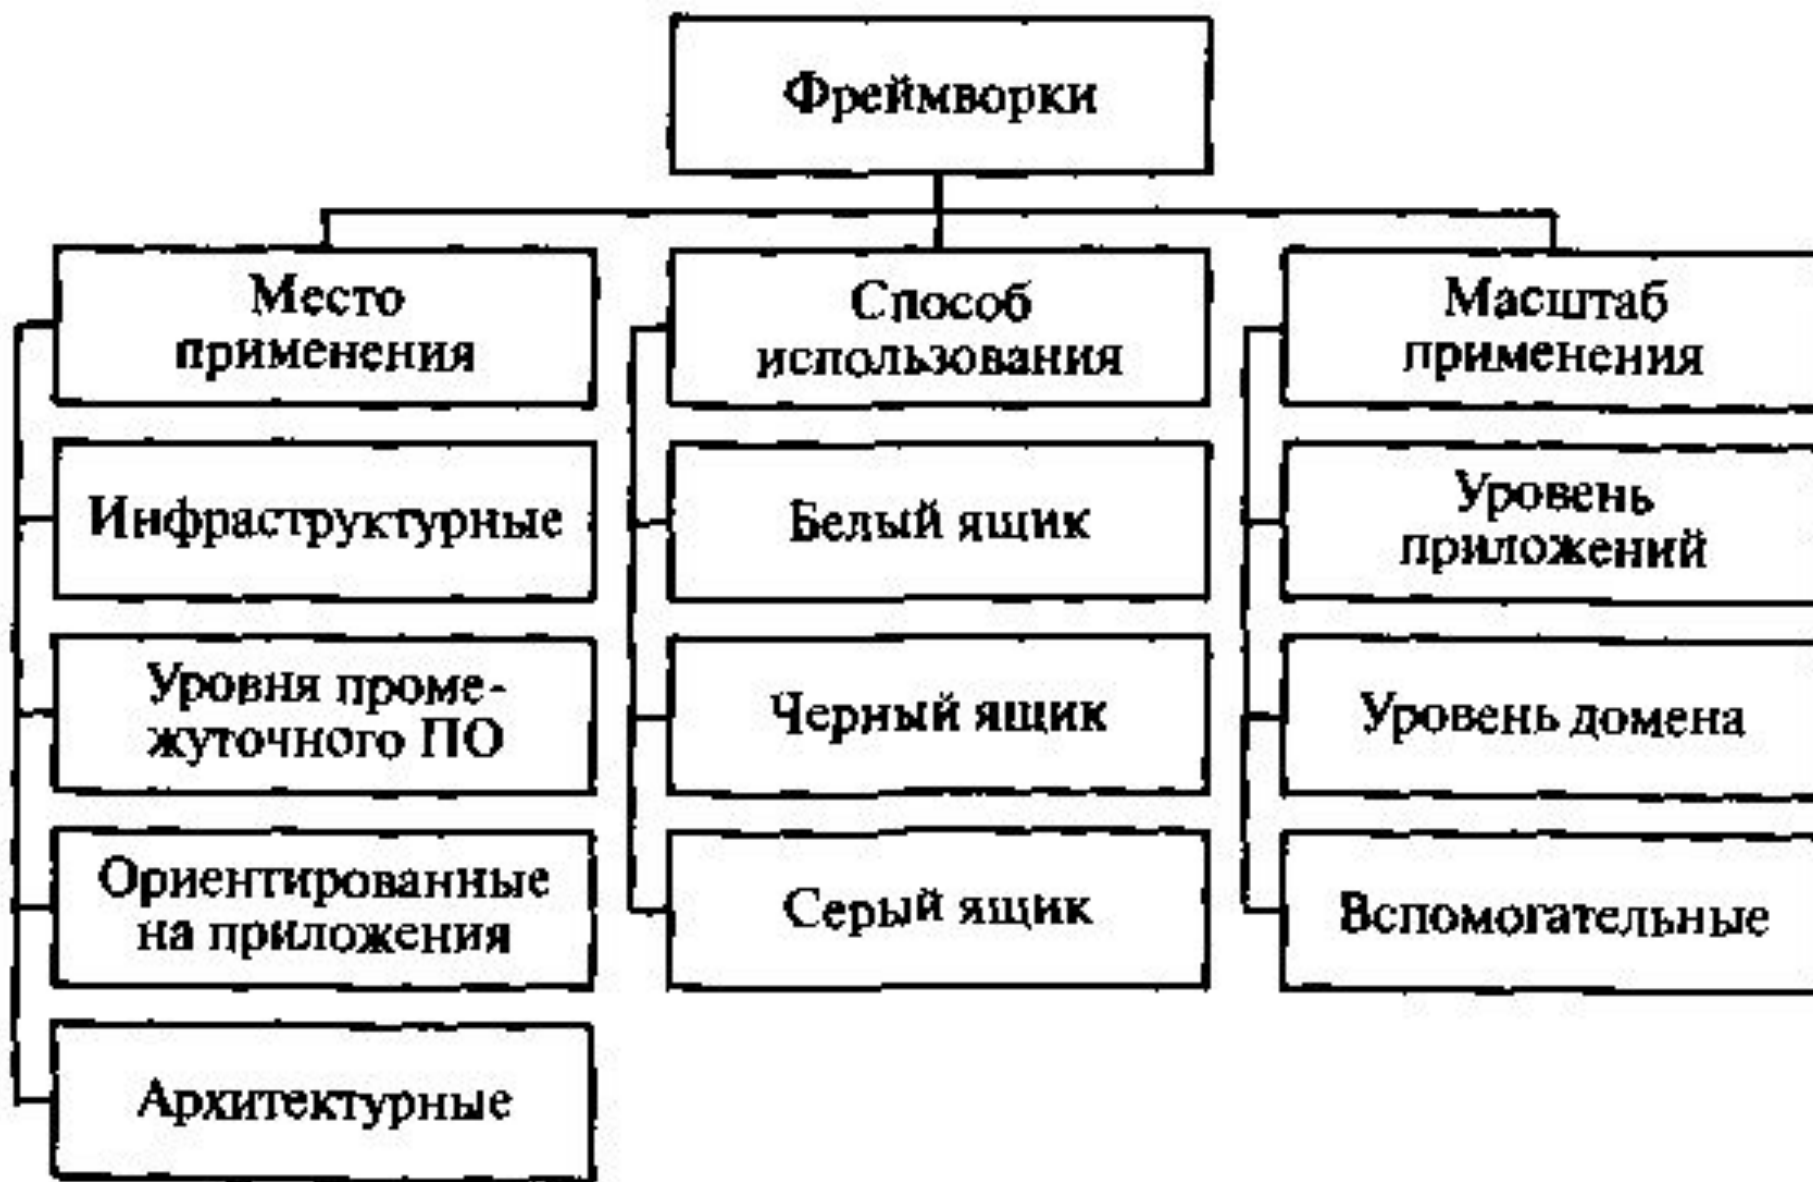 Фреймворки
Место
применения
Инфраструктурные
Уровня проме-
жуточного ПО
Ориентированные
на приложения
Архитектурные
Способ
использования
Белый ящик
Черный ящик
Серый ящик
Масштаб
применения
Уровень
приложений
Уровень домена
Вспомогательные